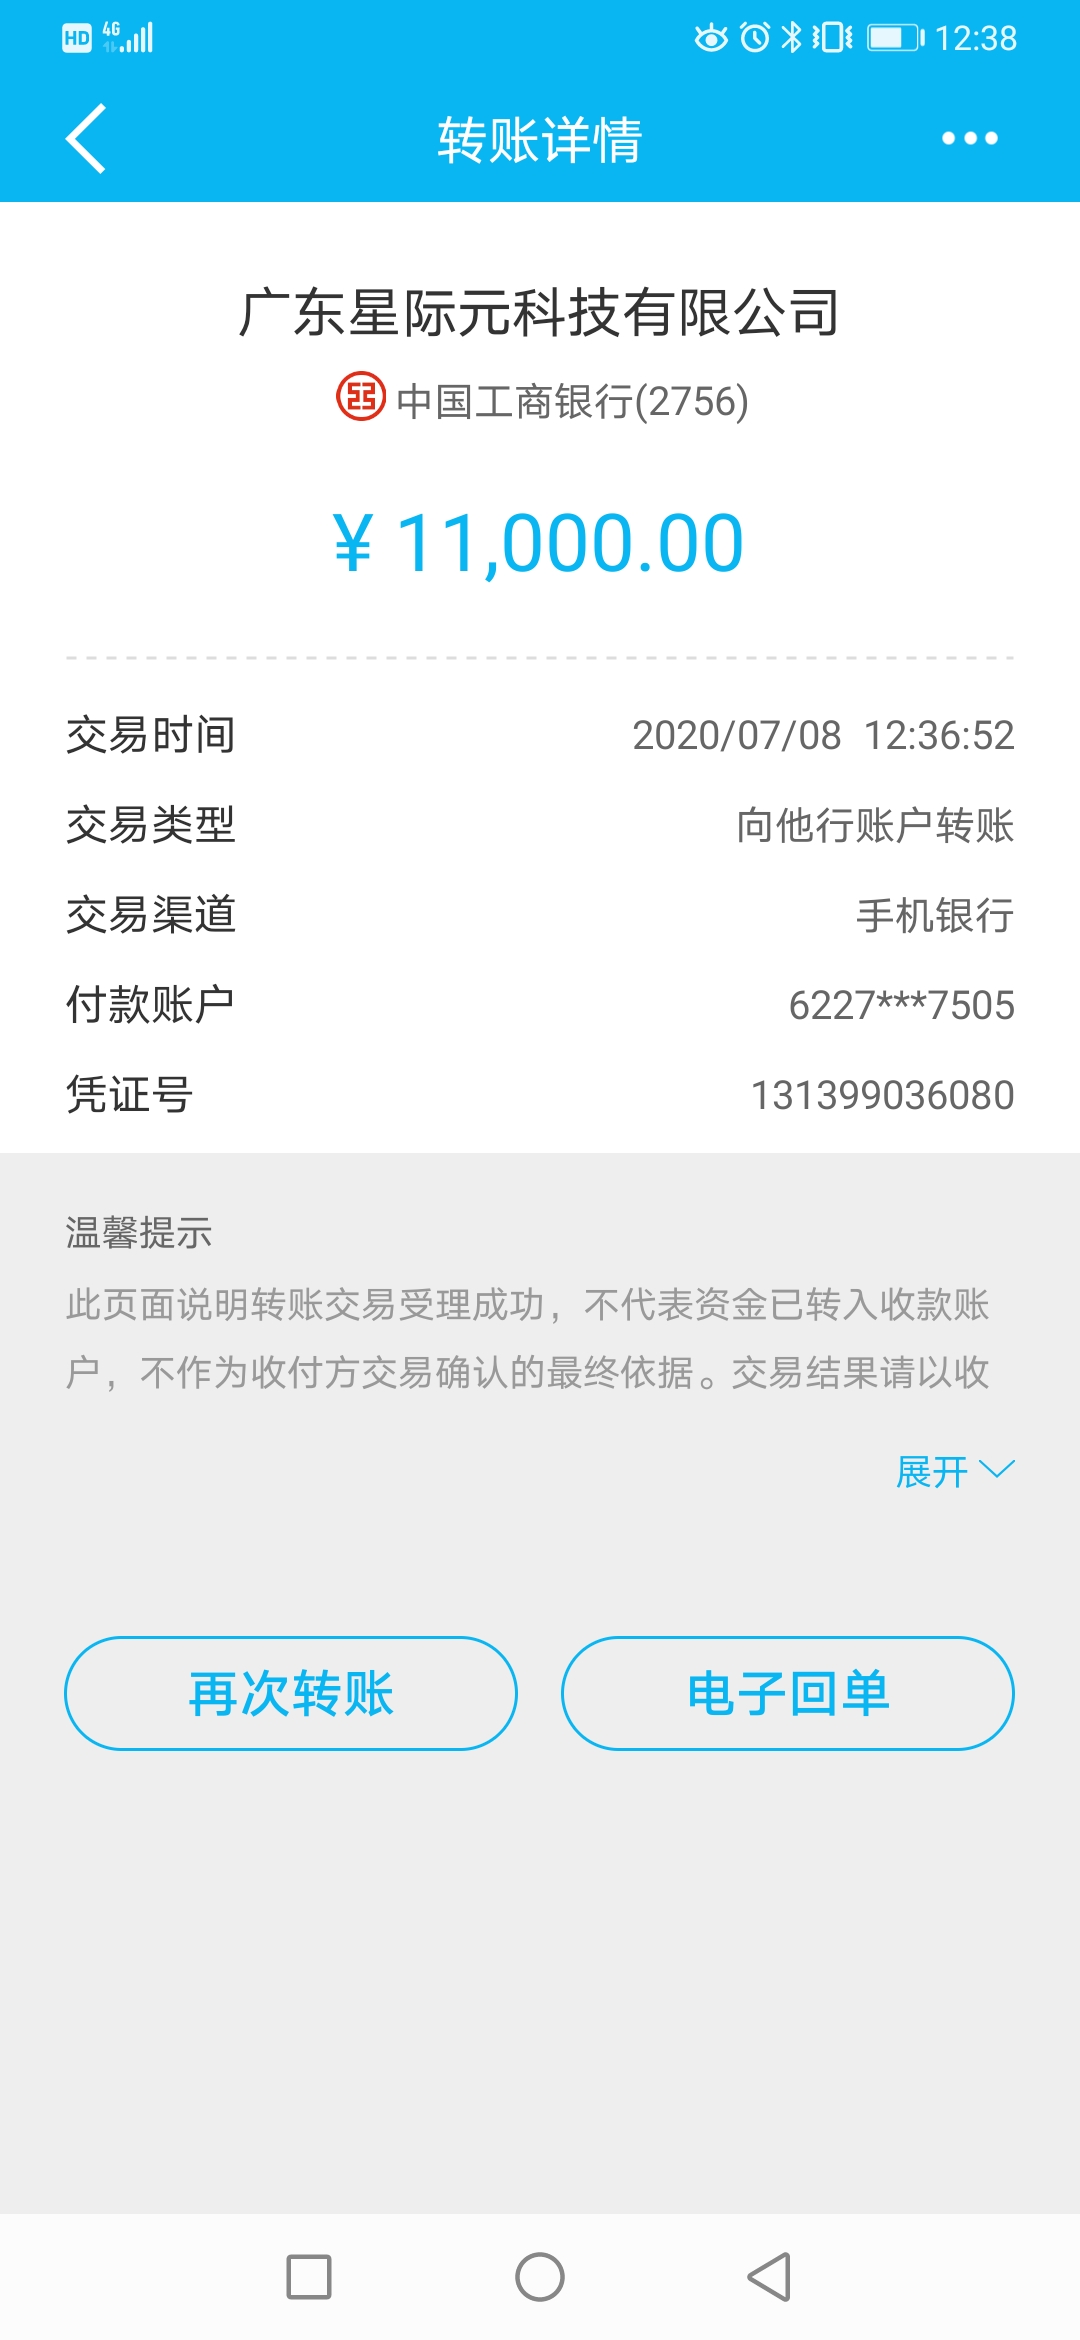 HD 4G 12:38
转账详情
广东星际元科技有限公司
中国工商银行(2756)
¥ 11,000.00
交易时间 2020/07/08 12:36:52
交易类型 向他行账户转账
交易渠道 手机银行
付款账户 6227***7505
凭证号 131399036080
温馨提示
此页面说明转账交易受理成功，不代表资金已转入收款账
户，不作为收付方交易确认的最终依据。交易结果请以收
展开
再次转账 电子回单